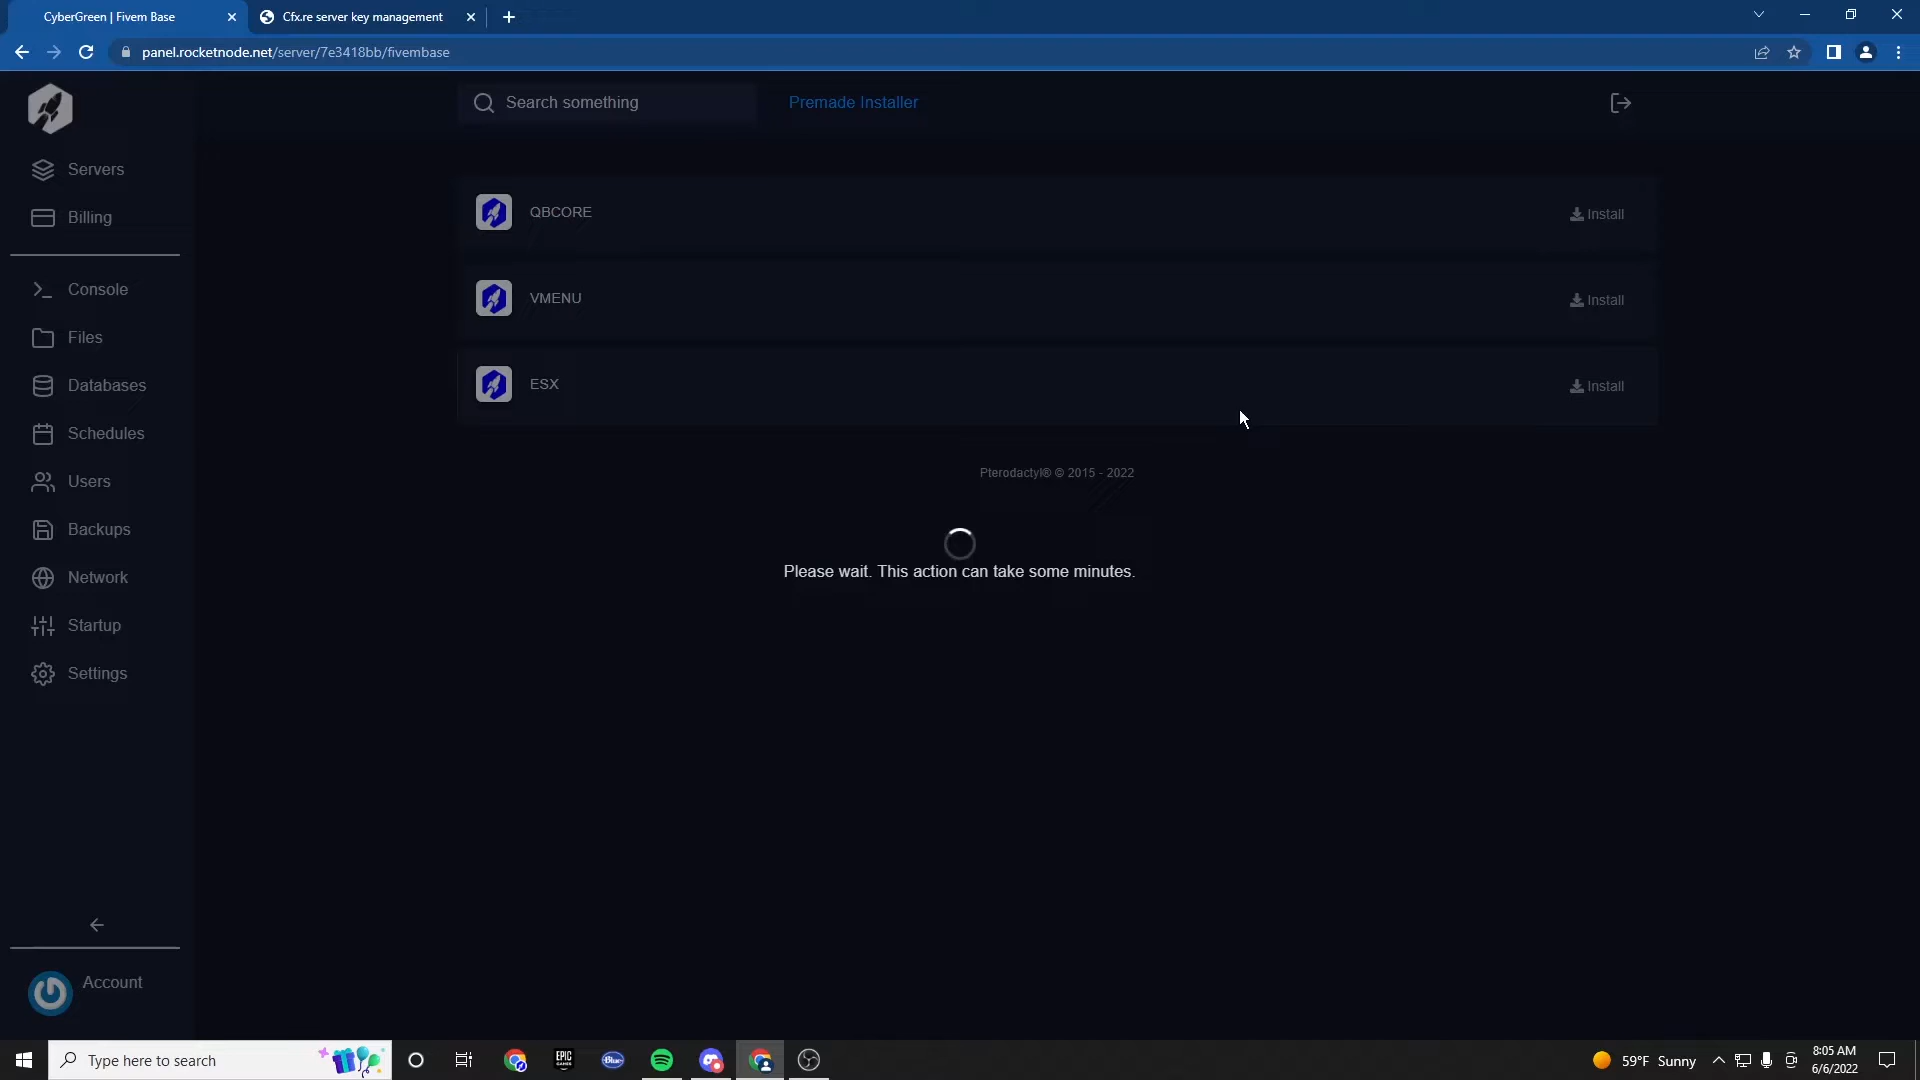 CyberGreen | Fivem Base
Cfx.re server key management
panel.rocketnode.net/server/7e3418bb/fivembase
Search something
Premade Installer
Servers
Billing
Console
Files
Databases
Schedules
Users
Backups
Network
Startup
Settings
QBCORE
Install
VMENU
Install
ESX
Install
Pterodactyl® © 2015 - 2022
Please wait. This action can take some minutes.
Account
Type here to search
EPIC
GAMES
Blue
59°F Sunny
8:05 AM
6/6/2022